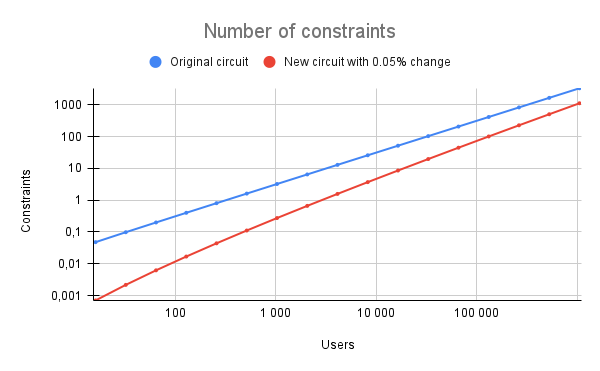 Number of constraints
Original circuit
New circuit with 0.05% change
Constraints
1000
100
10
1
0,1
0,01
0,001
100
1 000
10 000
100 000
Users